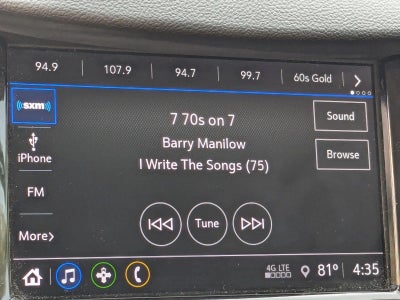 94.9 107.9 94.7 99.7 60s Gold >
((sxm))
7 70s on 7
Sound
Barry Manilow
iPhone
I Write The Songs (75)
Browse
FM
Tune
More>
4G LTE
81° 4:35